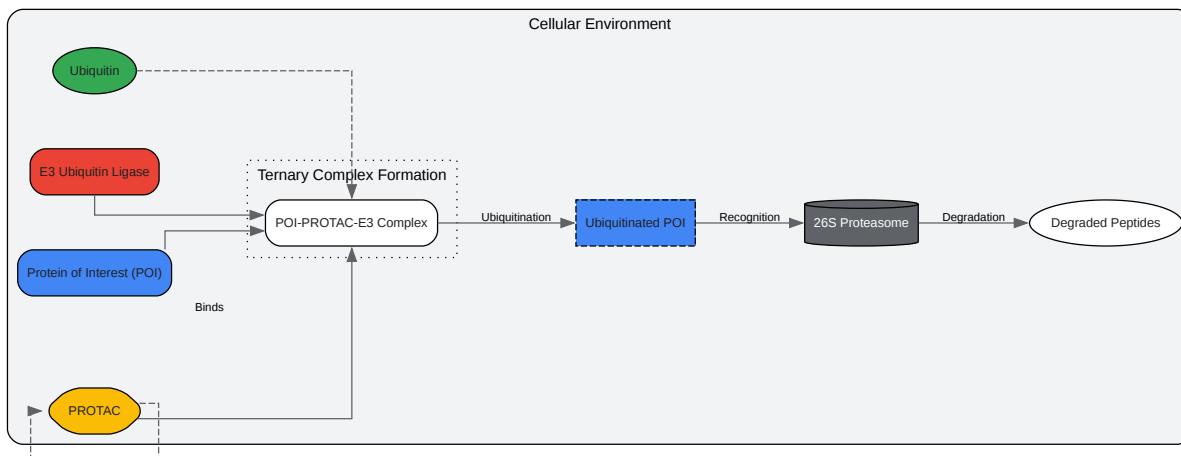 Cellular Environment
Ubiquitin
E3 Ubiquitin Ligase
Ternary Complex Formation
POI-PROTAC-E3 Complex
Ubiquitination
Ubiquitinated POI
Recognition
26S Proteasome
Degradation
Degraded Peptides
Protein of Interest (POI)
Binds
PROTAC